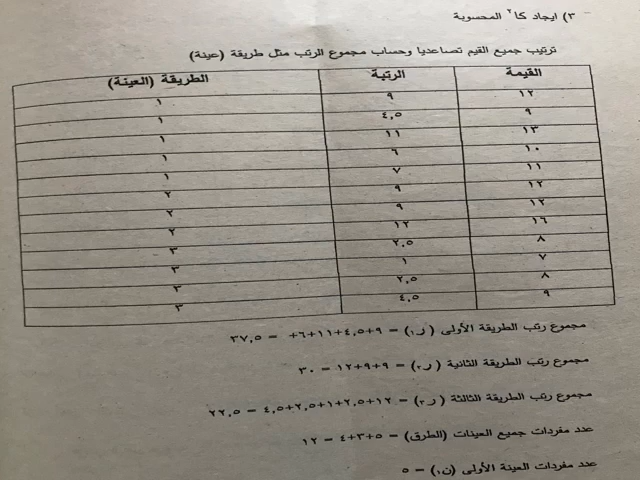 ٣) ايجاد كا٢ المحسوبة
ترتيب جميع القيم تصاعديا وحساب مجموع الرتب مثل طريقة (عينة)
القيمة الرتبة الطريقة (العينة)
١٢ ٩ ١
٩ ٤,٥ ١
١٣ ١١ ١
١٠ ٦ ١
١١ ٧ ١
١٢ ٩ ٢
١٢ ٩ ٢
١٦ ١٢ ٢
٨ ٢,٥ ٣
٧ ١ ٣
٨ ٢,٥ ٣
٩ ٤,٥ ٣
مجموع رتب الطريقة الأولى (ر١) = ٩+٤,٥+١١+٦+ = ٣٧,٥
مجموع رتب الطريقة الثانية (ر٢) = ٩+٩+١٢ = ٣٠
مجموع رتب الطريقة الثالثة (ر٣) = ١٢+٢,٥+١+٢,٥+٤,٥ = ٢٢,٥
عدد مفردات جميع العينات (الطرق) = ٥+٣+٤ = ١٢
عدد مفردات العينة الأولى (ن١) = ٥